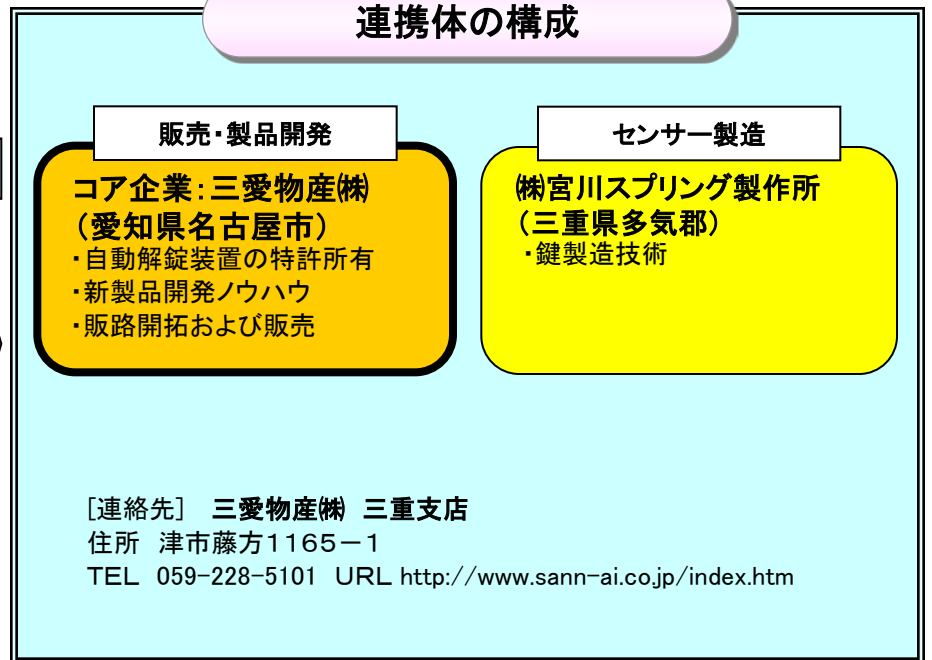 連携体の構成
販売・製品開発
コア企業：三愛物産㈱
（愛知県名古屋市）
・自動解錠装置の特許所有
・新製品開発ノウハウ
・販路開拓および販売
センサー製造
㈱宮川スプリング製作所
（三重県多気郡）
・鍵製造技術
［連絡先］　三愛物産㈱　三重支店
住所　津市藤方１１６５－１
TEL　059-228-5101　URL http://www.sann-ai.co.jp/index.htm